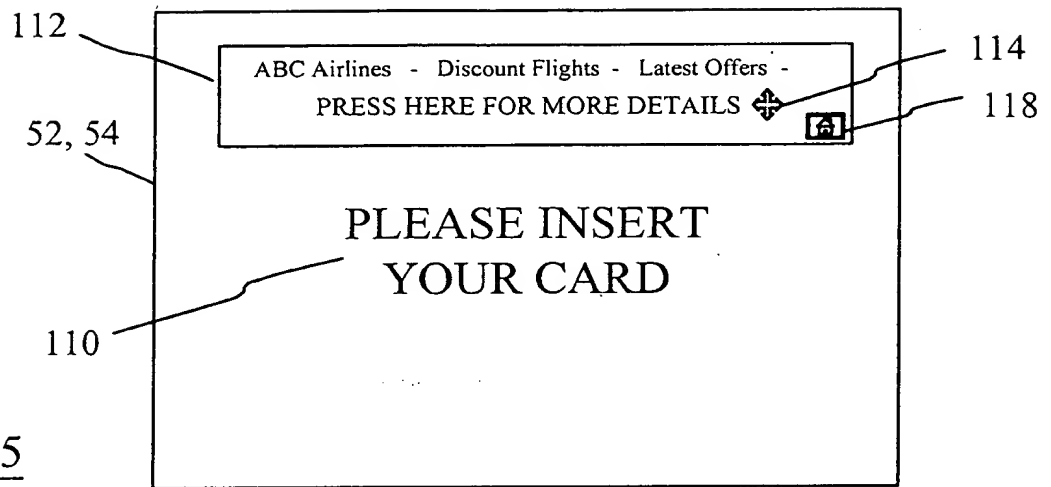 112
ABC Airlines - Discount Flights - Latest Offers -
114
PRESS HERE FOR MORE DETAILS
118
52, 54
PLEASE INSERT
YOUR CARD
110
5